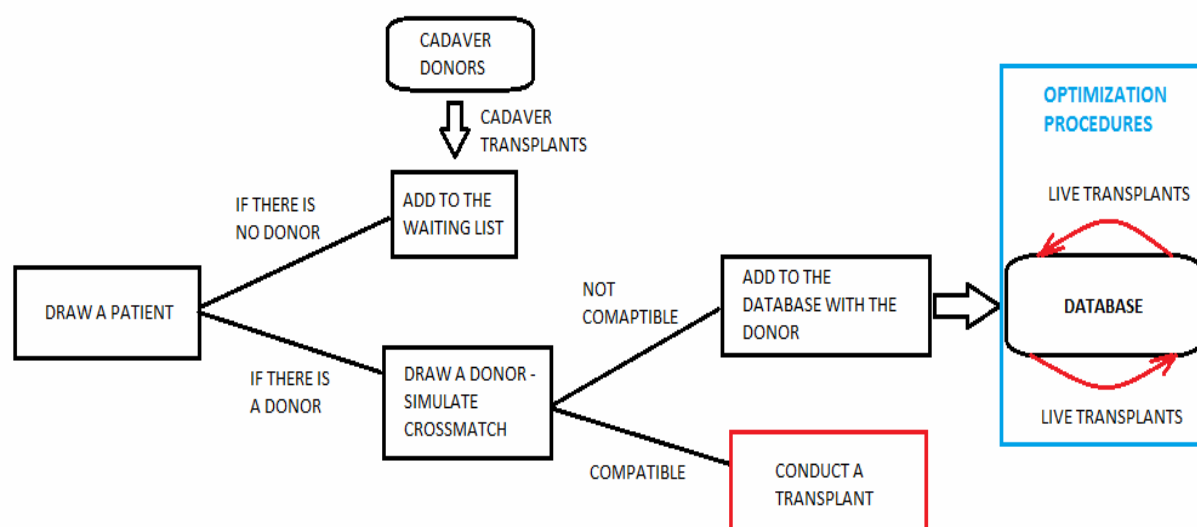 CADAVER
DONORS
CADAVER
TRANSPLANTS
OPTIMIZATION
PROCEDURES
LIVE TRANSPLANTS
IF THERE IS
NO DONOR
ADD TO THE
WAITING LIST
DRAW A PATIENT
NOT
COMAPTIBLE
ADD TO THE
DATABASE WITH THE
DONOR
DATABASE
IF THERE IS
A DONOR
DRAW A DONOR -
SIMULATE
CROSSMATCH
LIVE TRANSPLANTS
COMPATIBLE
CONDUCT A
TRANSPLANT